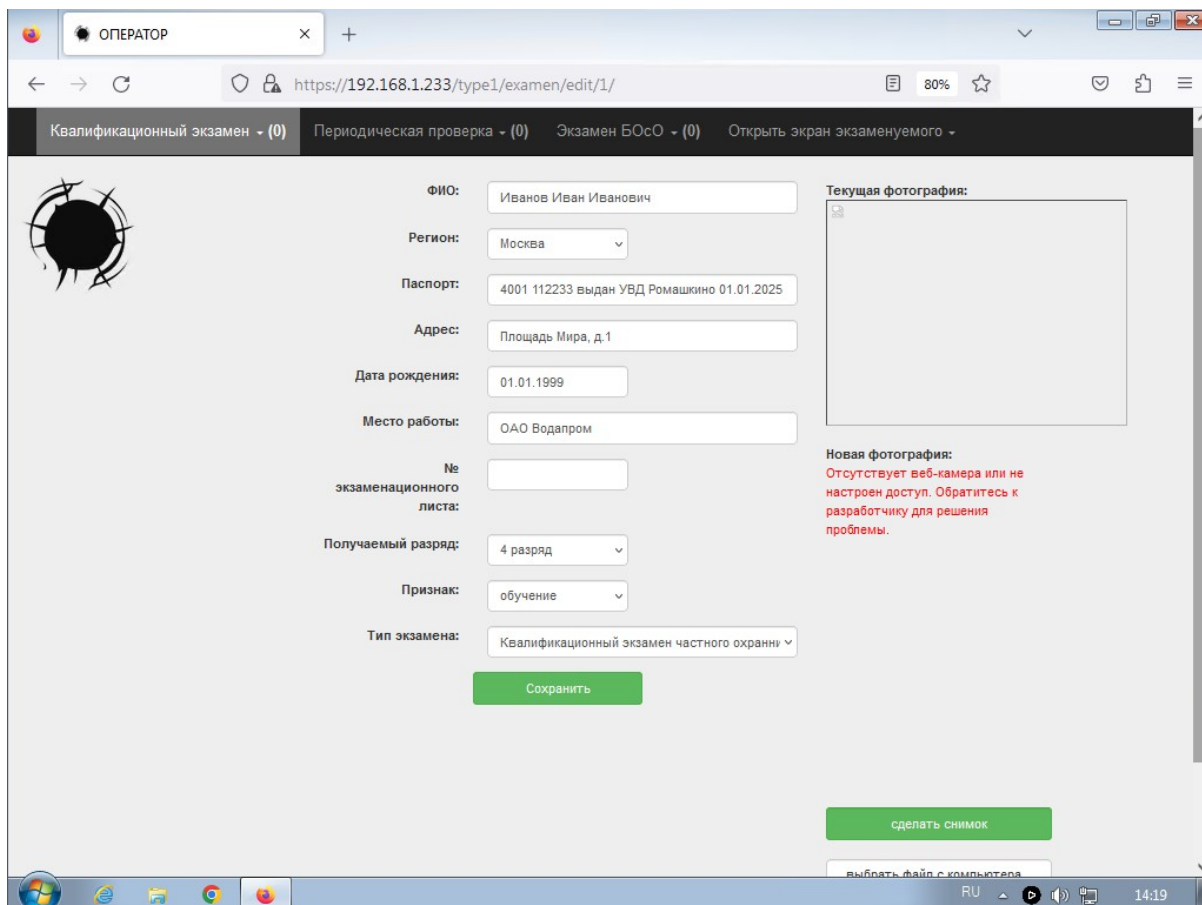 ОПЕРАТОР
https://192.168.1.233/type1/examen/edit/1/
80%
Квалификационный экзамен - (0) Периодическая проверка - (0) Экзамен БОсО - (0) Открыть экран экзаменуемого -
ФИО: Иванов Иван Иванович
Текущая фотография:
Регион: Москва
Паспорт: 4001 112233 выдан УВД Ромашкино 01.01.2025
Адрес: Площадь Мира, д.1
Дата рождения: 01.01.1999
Место работы: ОАО Водапром
Новая фотография:
Отсутствует веб-камера или не
настроен доступ. Обратитесь к
разработчику для решения
проблемы.
№
экзаменационного
листа:
Получаемый разряд: 4 разряд
Признак: обучение
Тип экзамена: Квалификационный экзамен частного охранни
Сохранить
сделать снимок
выбрать файл с компьютера
RU 14:19